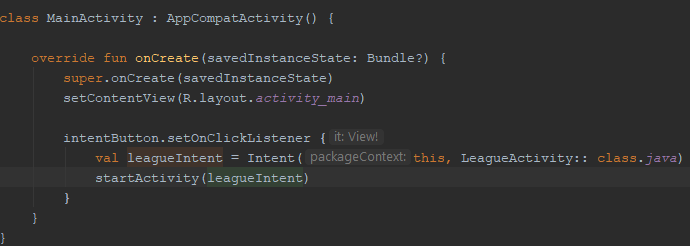 class MainActivity : AppCompatActivity() {
override fun onCreate(savedInstanceState: Bundle?) {
super.onCreate(savedInstanceState)
setContentView(R.layout.activity_main)
intentButton.setOnClickListener { it: View!
val leagueIntent = Intent( packageContext: this, LeagueActivity:: class.java)
startActivity(leagueIntent)
}
}
}